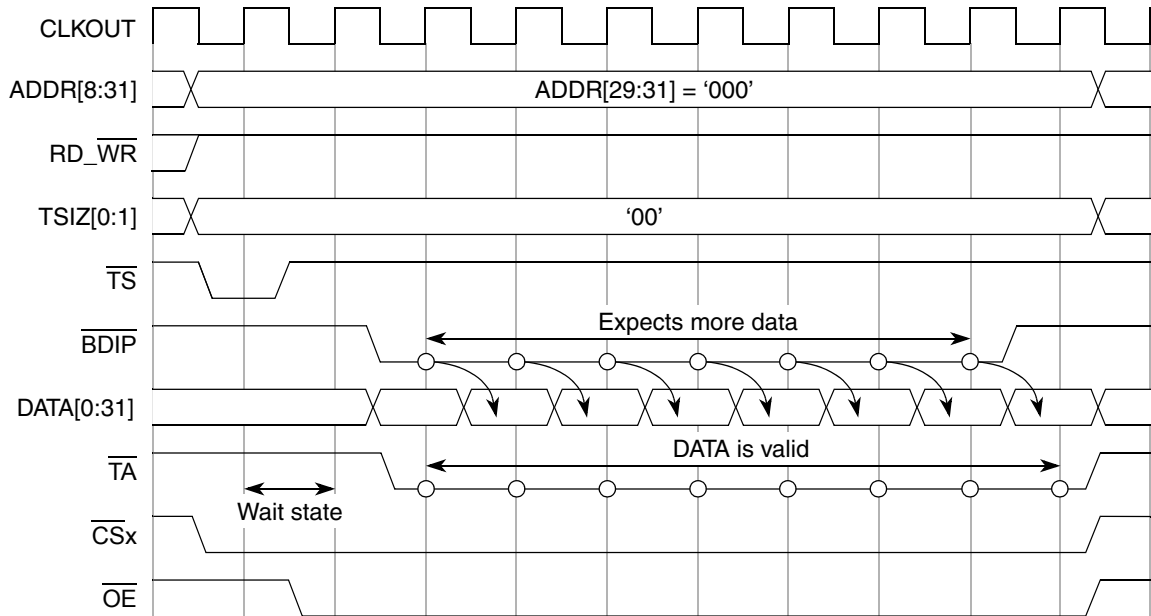 CLKOUT
ADDR[8:31]
ADDR[29:31] = ‘000’
RD_WR
TSIZ[0:1]
‘00’
TS
Expects more data
BDIP
DATA[0:31]
DATA is valid
TA
Wait state
CSx
OE